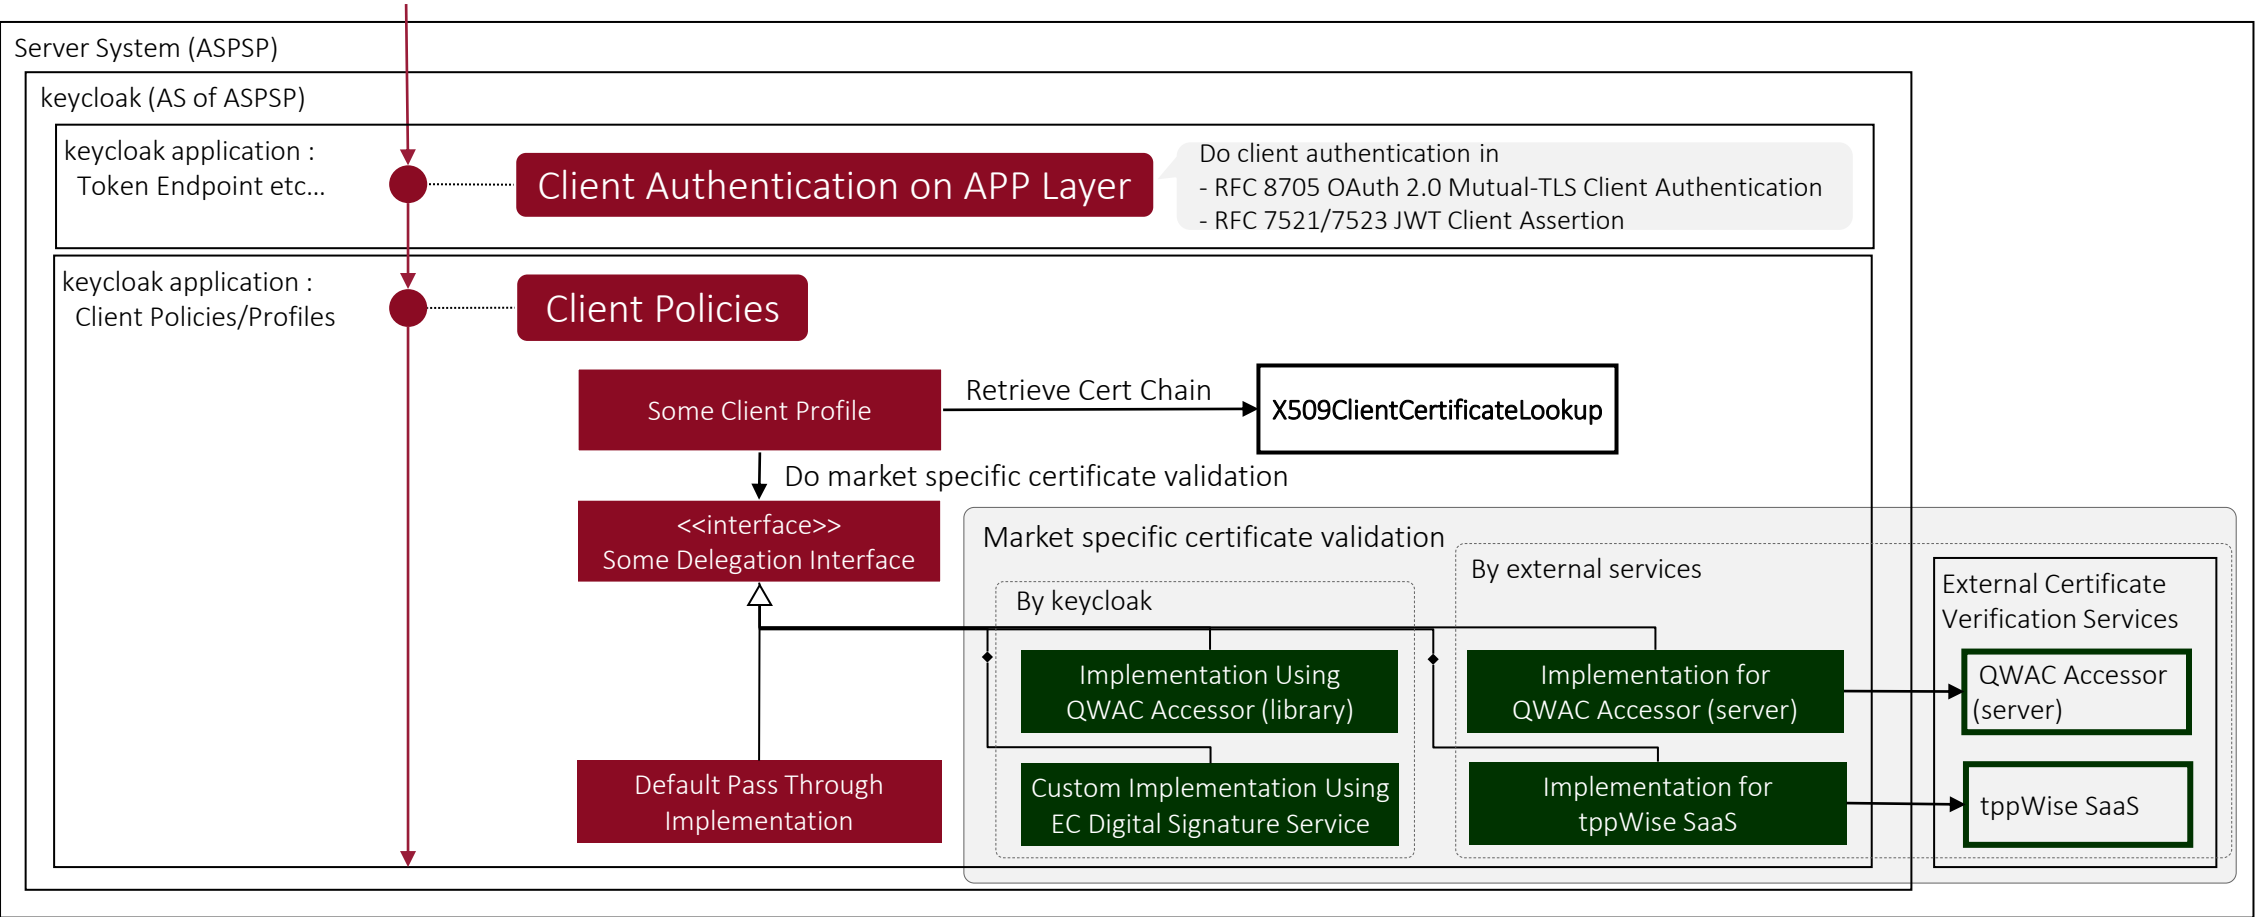 Server System (ASPSP)
keycloak (AS of ASPSP)
keycloak application :
Token Endpoint etc...
Client Authentication on APP Layer
Do client authentication in
- RFC 8705 OAuth 2.0 Mutual-TLS Client Authentication
- RFC 7521/7523 JWT Client Assertion
keycloak application :
Client Policies/Profiles
Client Policies
Some Client Profile
Retrieve Cert Chain
X509ClientCertificateLookup
Do market specific certificate validation
<<interface>>
Some Delegation Interface
Market specific certificate validation
By keycloak
By external services
External Certificate
Verification Services
Implementation Using
QWAC Accessor (library)
Implementation for
QWAC Accessor (server)
QWAC Accessor
(server)
Default Pass Through
Implementation
Custom Implementation Using
EC Digital Signature Service
Implementation for
tppWise SaaS
tppWise SaaS